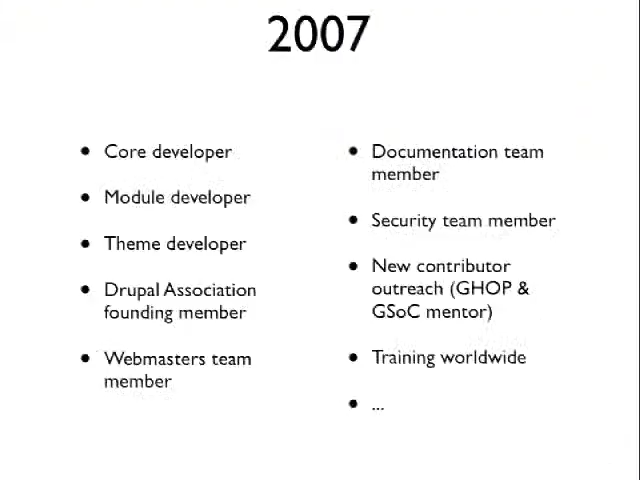 2007
• Core developer
• Module developer
• Theme developer
• Drupal Association
founding member
• Webmasters team
member
• Documentation team
member
• Security team member
• New contributor
outreach (GHOP &
GSoC mentor)
• Training worldwide
• ...